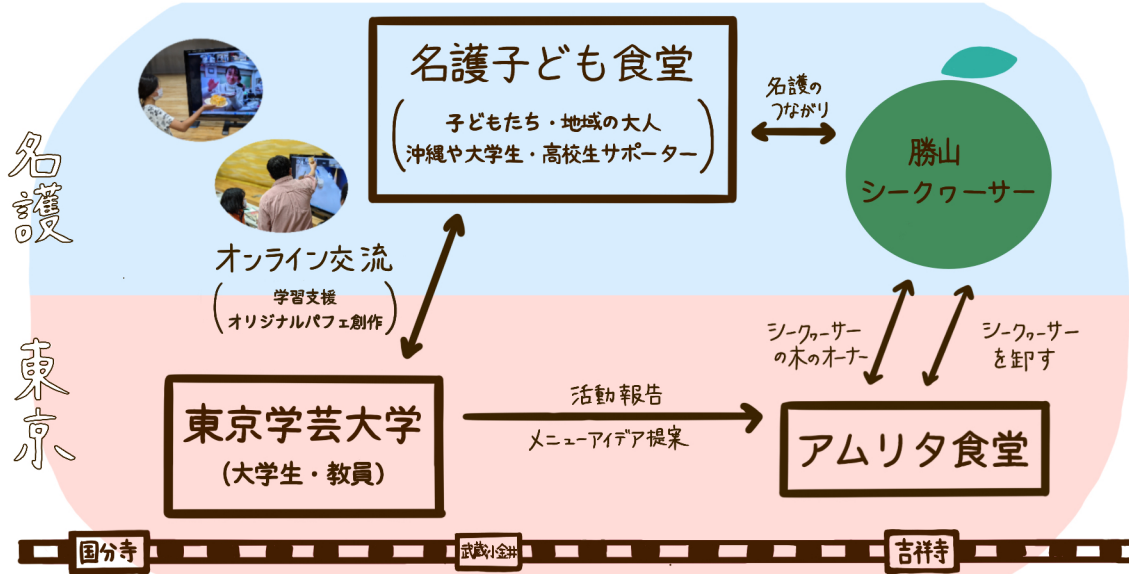 名護子ども食堂
子どもたち・地域の大人
沖縄や大学生・高校生サポーター
名護の
つながり
勝山
シークヮーサー
名護
オンライン交流
学習支援
オリジナルパフェ創作
東京
シークヮーサー
の木のオーナー
シークヮーサー
を卸す
東京学芸大学
(大学生・教員)
活動報告
メニューアイデア提案
アムリタ食堂
国分寺
武蔵小金井
吉祥寺